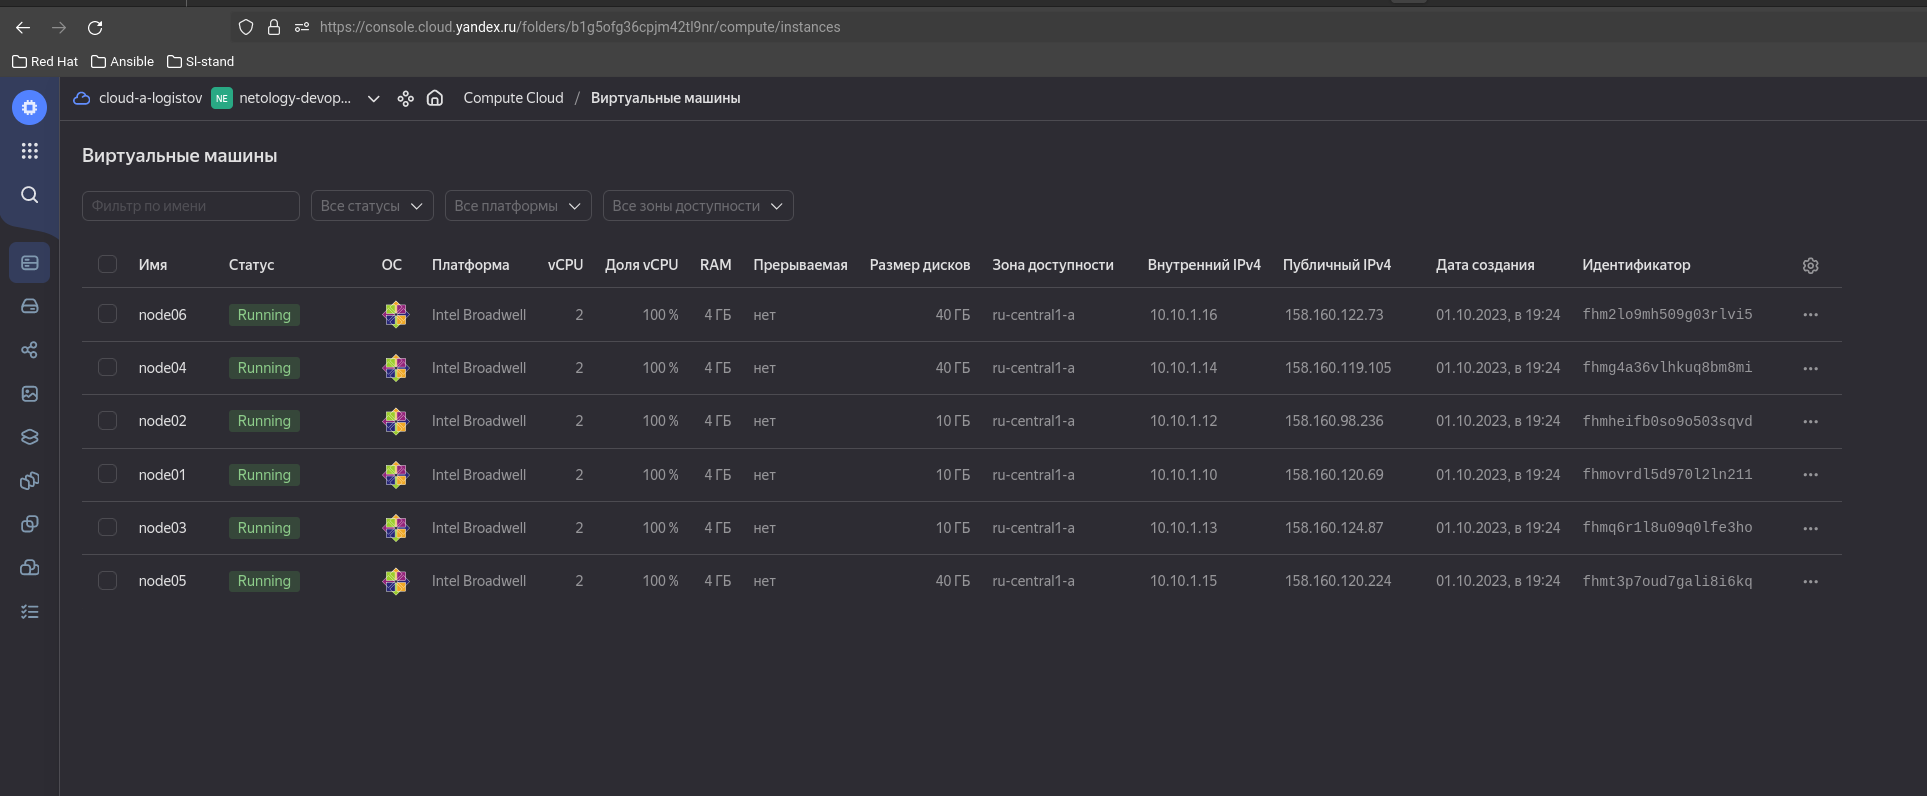 https://console.cloud.yandex.ru/folders/b1g5ofg36cpjm42tl9nr/compute/instances
Red Hat Ansible Sl-stand
cloud-a-logistov NE netology-devop... Compute Cloud / Виртуальные машины
Виртуальные машины
Фильтр по имени Все статусы Все платформы Все зоны доступности
Имя Статус ОС Платформа vCPU Доля vCPU RAM Прерываемая Размер дисков Зона доступности Внутренний IPv4 Публичный IPv4 Дата создания Идентификатор
node06 Running Intel Broadwell 2 100 % 4 ГБ нет 40 ГБ ru-central1-a 10.10.1.16 158.160.122.73 01.10.2023, в 19:24 fhm2lo9mh509g03rlvi5
node04 Running Intel Broadwell 2 100 % 4 ГБ нет 40 ГБ ru-central1-a 10.10.1.14 158.160.119.105 01.10.2023, в 19:24 fhmg4a36vlhkuq8bm8mi
node02 Running Intel Broadwell 2 100 % 4 ГБ нет 10 ГБ ru-central1-a 10.10.1.12 158.160.98.236 01.10.2023, в 19:24 fhmheifb0so9o503sqvd
node01 Running Intel Broadwell 2 100 % 4 ГБ нет 10 ГБ ru-central1-a 10.10.1.10 158.160.120.69 01.10.2023, в 19:24 fhmovrdl5d970l2ln211
node03 Running Intel Broadwell 2 100 % 4 ГБ нет 10 ГБ ru-central1-a 10.10.1.13 158.160.124.87 01.10.2023, в 19:24 fhmq6r1l8u09q0lfe3ho
node05 Running Intel Broadwell 2 100 % 4 ГБ нет 40 ГБ ru-central1-a 10.10.1.15 158.160.120.224 01.10.2023, в 19:24 fhmt3p7oud7gali8i6kq